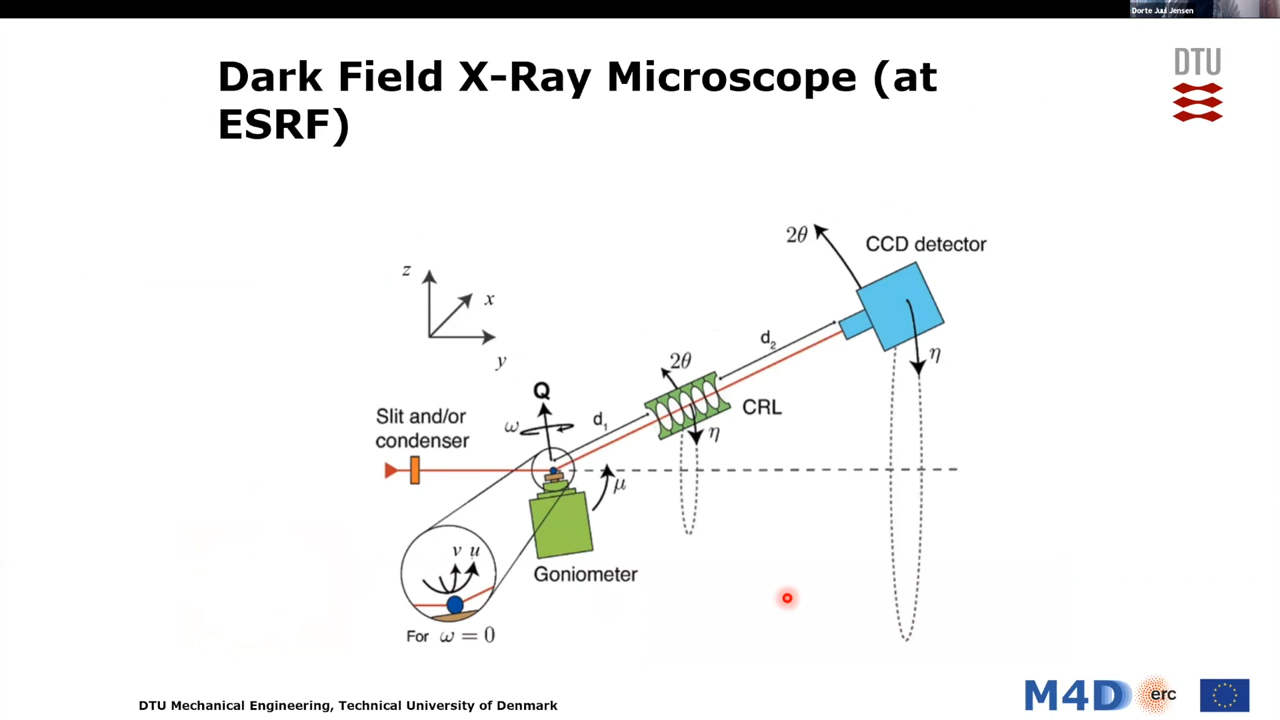 Dorte Juul Jensen
Dark Field X-Ray Microscope (at
ESRF)
DTU
2θ
CCD detector
z
x
y
d₂
η
2θ
Q
CRL
Slit and/or
condenser
ω
d₁
η
μ
v u
Goniometer
For ω = 0
DTU Mechanical Engineering, Technical University of Denmark
M4D
erc